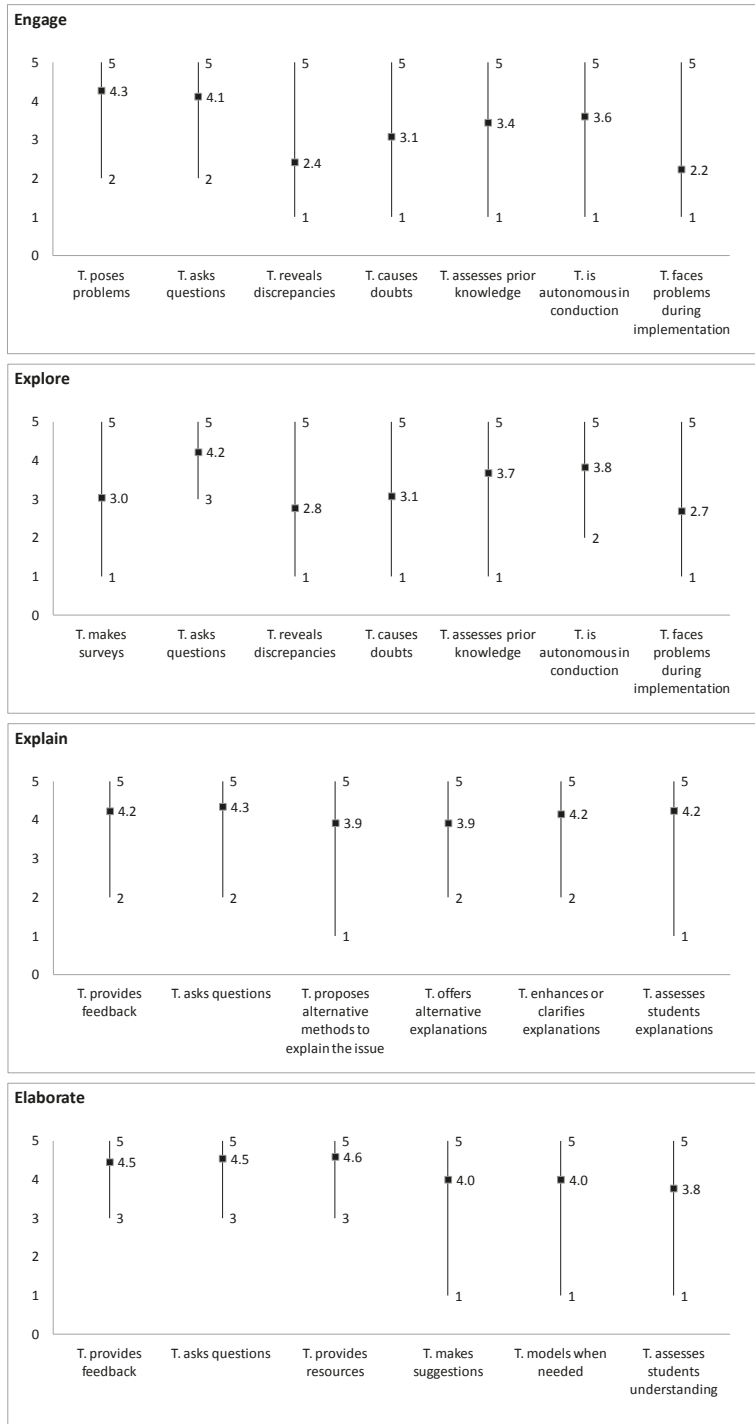 Engage
5 5 5 5 5 5 5 5
4 4.3 4.1
3 3.1 3.4 3.6
2 2 2 2.4 2.2
1 1 1 1 1 1
0
T. poses T. asks T. reveals T. causes T. assesses prior T. is T. faces
problems questions discrepancies doubts knowledge autonomous in problems
conduction during
implementation
Explore
5 5 5 5 5 5 5 5
4 4.2 3.7 3.8
3 3.0 3 2.8 3.1 2.7
2 2
1 1 1 1 1 1
0
T. makes T. asks T. reveals T. causes T. assesses prior T. is T. faces
surveys questions discrepancies doubts knowledge autonomous in problems
conduction during
implementation
Explain
5 5 5 5 5 5 5
4 4.2 4.3 3.9 3.9 4.2 4.2
3
2 2 2 2 2
1 1 1
0
T. provides T. asks questions T. proposes T. offers T. enhances or T. assesses
feedback alternative alternative clarifies students
methods to explanations explanations explanations
explain the issue
Elaborate
5 5 5 5 5 5 5
4 4.5 4.5 4.6 4.0 4.0 3.8
3 3 3 3
2
1 1 1 1
0
T. provides T. asks questions T. provides T. makes T. models when T. assesses
feedback resources suggestions needed students
understanding